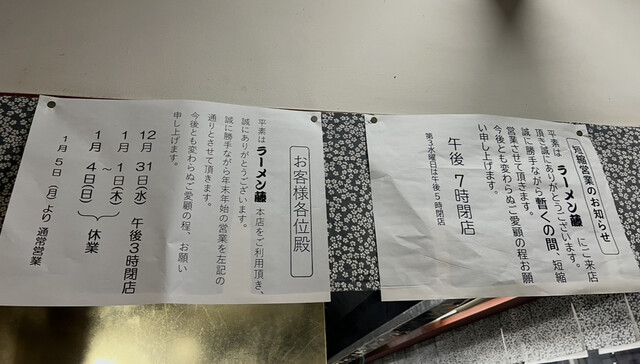 短縮営業のお知らせ
平素は ラーメン藤 にご来店
頂き誠にありがとうございます。
誠に勝手ながら暫くの間、短縮
営業させて頂きます。
今後とも変わらぬご愛顧の程お願
い申し上げます。
午後 7時閉店
第3水曜日は午後5時閉店
お客様各位殿
平素は ラーメン藤 本店をご利用頂き、
誠にありがとうございます。
誠に勝手ながら年末年始の営業を左記の
通りとさせて頂きます。
今後とも変わらぬご愛顧の程、お願い
申し上げます。
12月 31日(水) 午後3時閉店
1月 1日(木)
~ 休業
1月 4日(日)
1月 5日 (月) より 通常営業